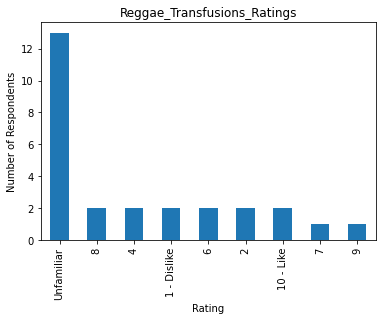 Reggae_Transfusions_Ratings
Number of Respondents
12
10
8
6
4
2
0
Unfamiliar
8
4
1 - Dislike
6
2
10 - Like
7
9
Rating